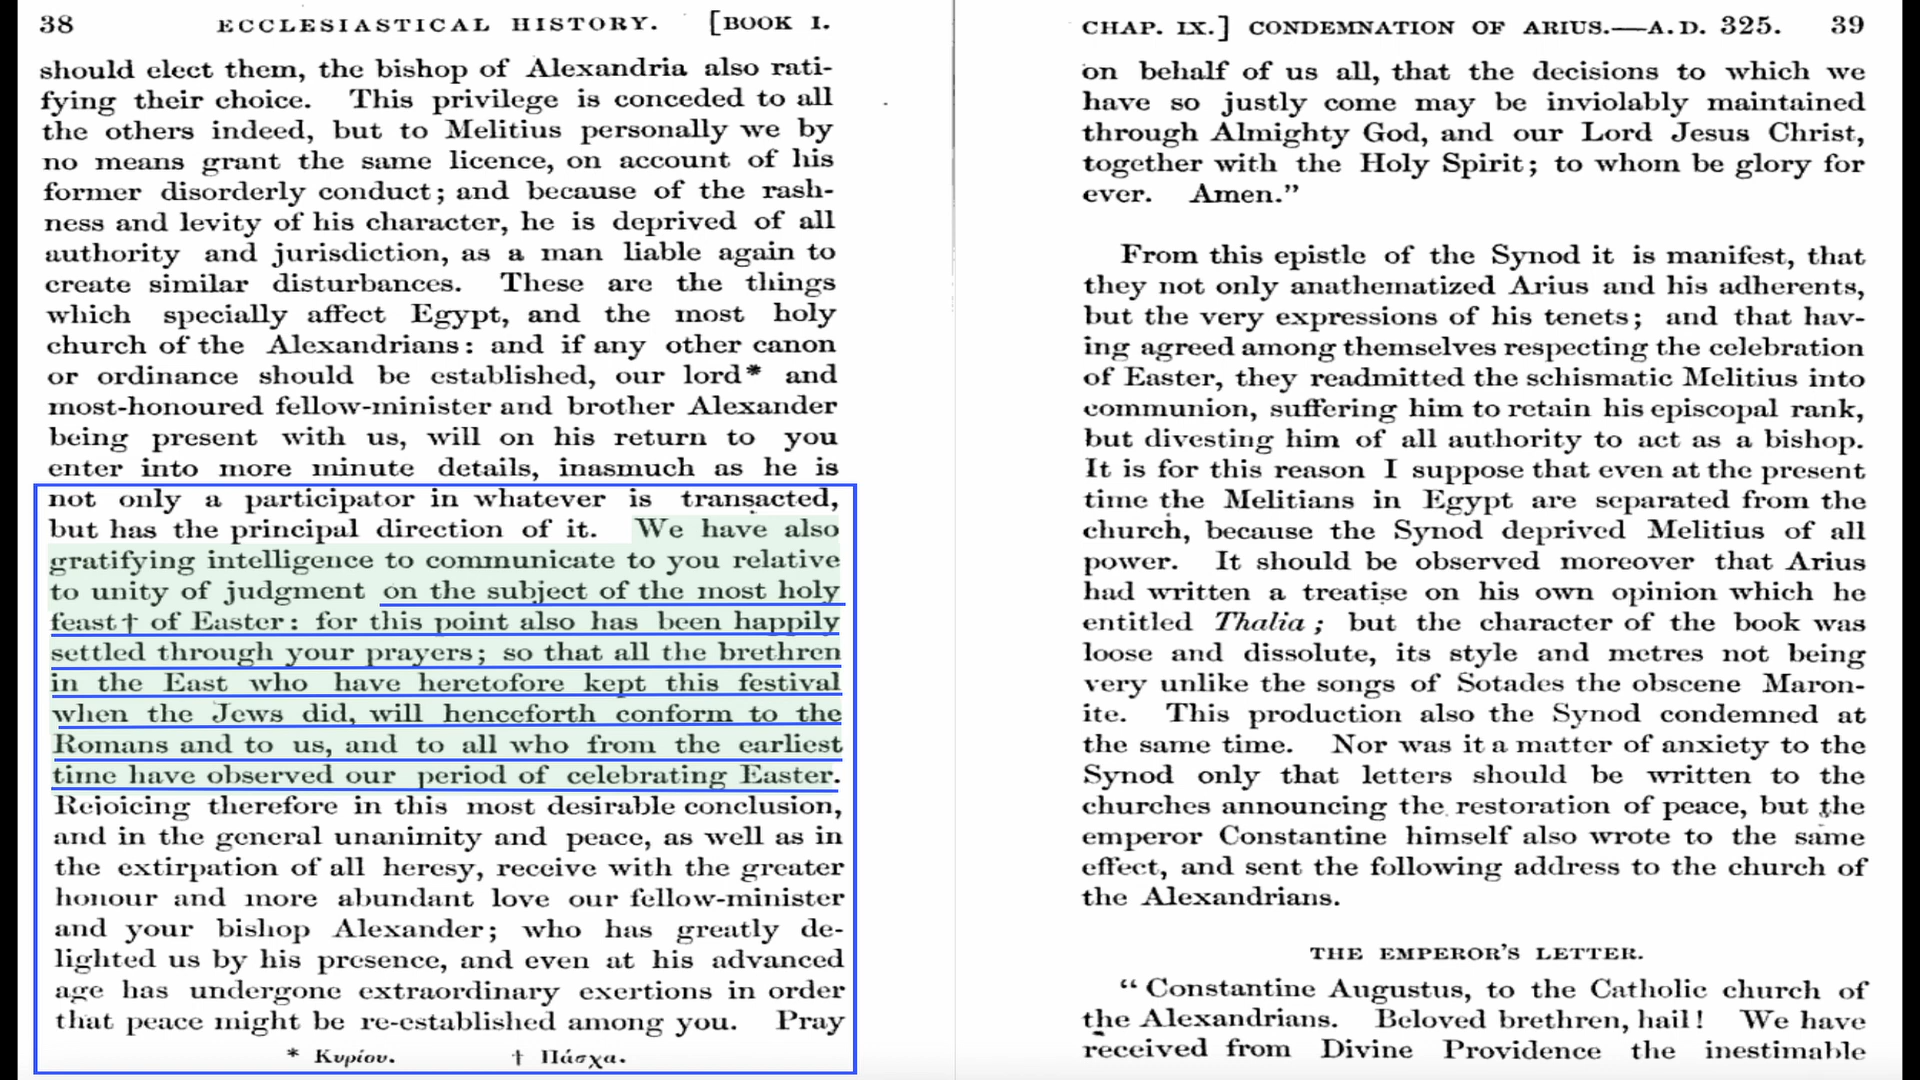 38 ECCLESIASTICAL HISTORY. [BOOK I.
should elect them, the bishop of Alexandria also rati-
fying their choice. This privilege is conceded to all
the others indeed, but to Melitius personally we by
no means grant the same licence, on account of his
former disorderly conduct; and because of the rash-
ness and levity of his character, he is deprived of all
authority and jurisdiction, as a man liable again to
create similar disturbances. These are the things
which specially affect Egypt, and the most holy
church of the Alexandrians: and if any other canon
or ordinance should be established, our lord* and
most-honoured fellow-minister and brother Alexander
being present with us, will on his return to you
enter into more minute details, inasmuch as he is
not only a participator in whatever is transacted,
but has the principal direction of it. We have also
gratifying intelligence to communicate to you relative
to unity of judgment on the subject of the most holy
feast† of Easter: for this point also has been happily
settled through your prayers; so that all the brethren
in the East who have heretofore kept this festival
when the Jews did, will henceforth conform to the
Romans and to us, and to all who from the earliest
time have observed our period of celebrating Easter.
Rejoicing therefore in this most desirable conclusion,
and in the general unanimity and peace, as well as in
the extirpation of all heresy, receive with the greater
honour and more abundant love our fellow-minister
and your bishop Alexander; who has greatly de-
lighted us by his presence, and even at his advanced
age has undergone extraordinary exertions in order
that peace might be re-established among you. Pray
* Κυρίου. † Πάσχα.
CHAP. IX.] CONDEMNATION OF ARIUS.—A.D. 325. 39
on behalf of us all, that the decisions to which we
have so justly come may be inviolably maintained
through Almighty God, and our Lord Jesus Christ,
together with the Holy Spirit; to whom be glory for
ever. Amen.”
From this epistle of the Synod it is manifest, that
they not only anathematized Arius and his adherents,
but the very expressions of his tenets; and that hav-
ing agreed among themselves respecting the celebration
of Easter, they readmitted the schismatic Melitius into
communion, suffering him to retain his episcopal rank,
but divesting him of all authority to act as a bishop.
It is for this reason I suppose that even at the present
time the Melitians in Egypt are separated from the
church, because the Synod deprived Melitius of all
power. It should be observed moreover that Arius
had written a treatise on his own opinion which he
entitled Thalia; but the character of the book was
loose and dissolute, its style and metres not being
very unlike the songs of Sotades the obscene Maron-
ite. This production also the Synod condemned at
the same time. Nor was it a matter of anxiety to the
Synod only that letters should be written to the
churches announcing the restoration of peace, but the
emperor Constantine himself also wrote to the same
effect, and sent the following address to the church of
the Alexandrians.
THE EMPEROR’S LETTER.
“Constantine Augustus, to the Catholic church of
the Alexandrians. Beloved brethren, hail! We have
received from Divine Providence the inestimable